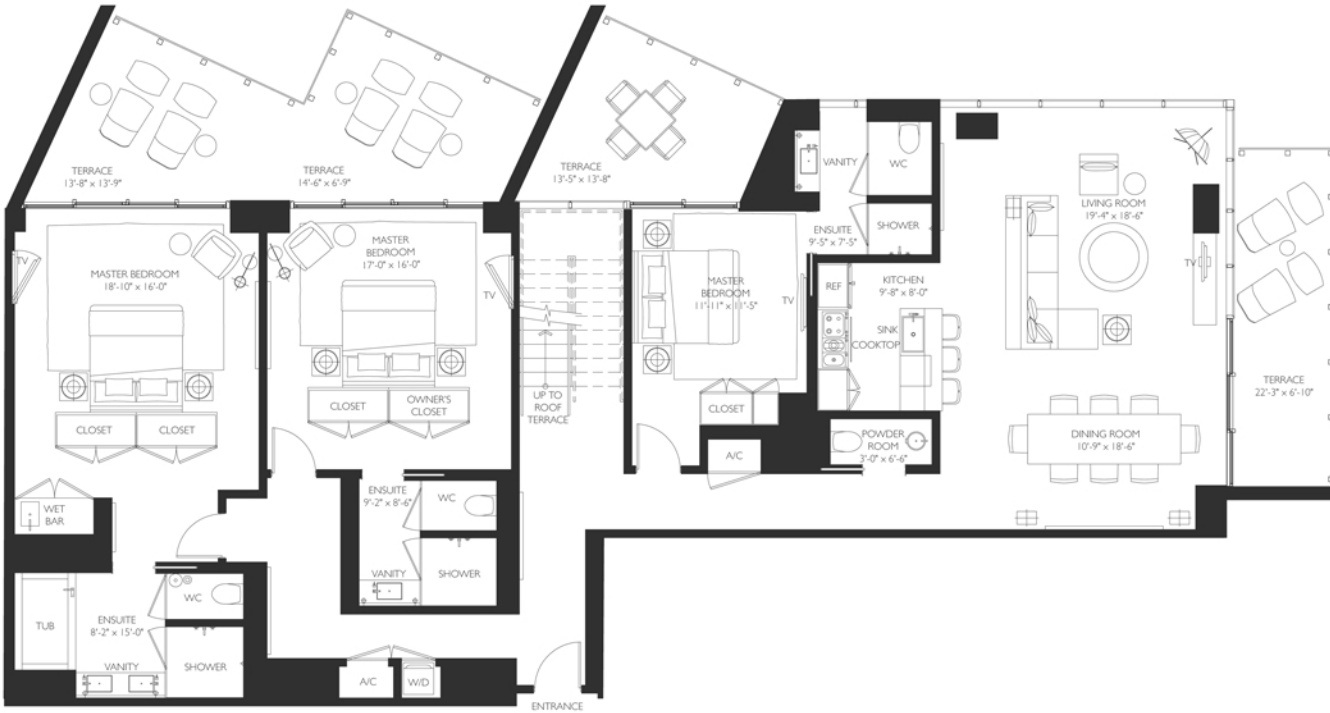 TERRACE
13'-8" x 13'-9"
TERRACE
14'-6" x 6'-9"
TERRACE
13'-5" x 13'-8"
VANITY
WC
SHOWER
ENSUITE
9'-5" x 7'-5"
LIVING ROOM
19'-4" x 18'-6"
TV
TV
MASTER BEDROOM
18'-10" x 16'-0"
MASTER
BEDROOM
17'-0" x 16'-0"
TV
MASTER
BEDROOM
11'-11" x 11'-5"
TV
REF
KITCHEN
9'-8" x 8'-0"
SINK
COOKTOP
TERRACE
22'-3" x 6'-10"
CLOSET
CLOSET
CLOSET
OWNER'S
CLOSET
UP TO
ROOF
TERRACE
CLOSET
A/C
POWDER
ROOM
3'-0" x 6'-6"
DINING ROOM
10'-9" x 18'-6"
WET
BAR
ENSUITE
9'-2" x 8'-6"
WC
VANITY
SHOWER
TUB
ENSUITE
8'-2" x 15'-0"
WC
VANITY
SHOWER
A/C
W/D
ENTRANCE